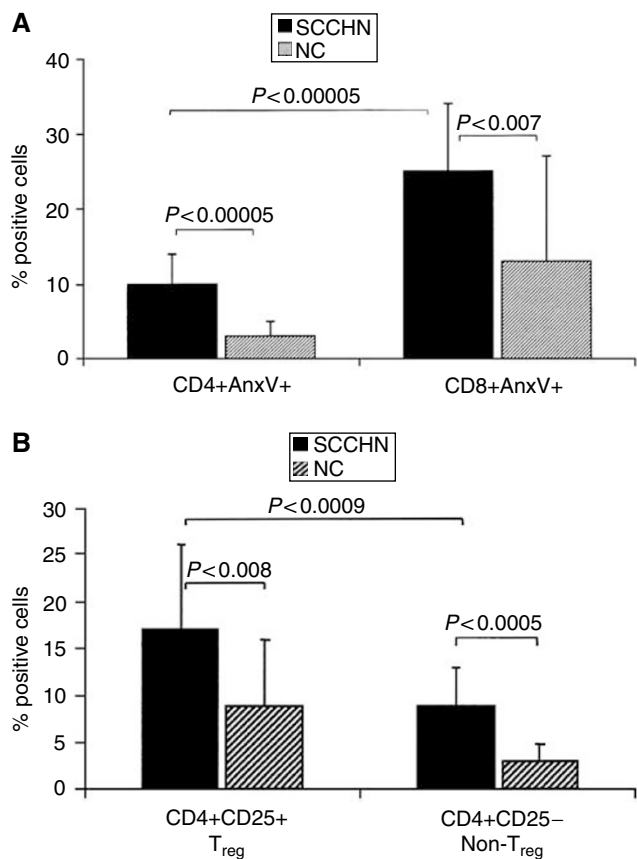 A
SCCHN
NC
% positive cells
40
30
20
10
0
P<0.00005
P<0.007
P<0.00005
CD4+AnxV+
CD8+AnxV+
B
SCCHN
NC
% positive cells
30
25
20
15
10
5
0
P<0.0009
P<0.008
P<0.0005
CD4+CD25+
Treg
CD4+CD25−
Non-Treg